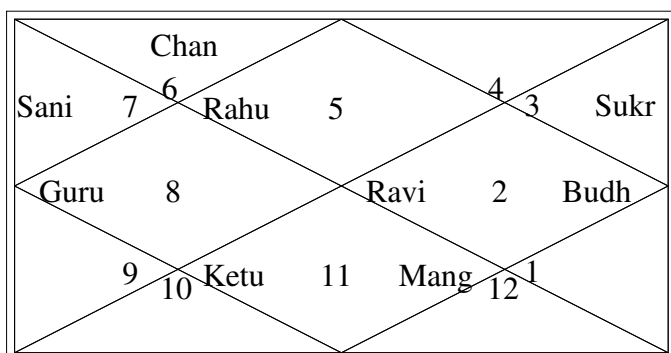 Chan
6 4
Sani 7 Rahu 5 3 Sukr
Guru 8 Ravi 2 Budh
9 Ketu 11 Mang 1
10 12